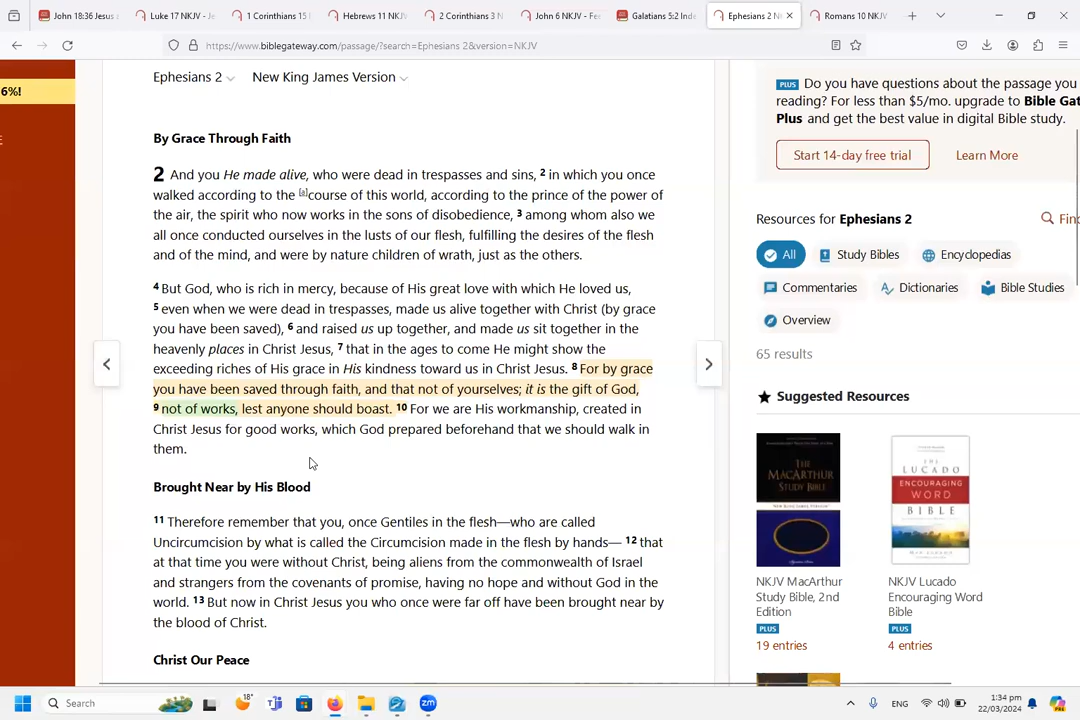 John 18:36 Jesus
Luke 17 NKJV - Je
1 Corinthians 15
Hebrews 11 NKJV
2 Corinthians 3 N
John 6 NKJV - Fee
Galatians 5:2 Inde
Ephesians 2 N
Romans 10 NKJV
https://www.biblegateway.com/passage/?search=Ephesians 2&version=NKJV
6%!
Ephesians 2 New King James Version
By Grace Through Faith
2 And you He made alive, who were dead in trespasses and sins, 2 in which you once
walked according to the [a]course of this world, according to the prince of the power of
the air, the spirit who now works in the sons of disobedience, 3 among whom also we
all once conducted ourselves in the lusts of our flesh, fulfilling the desires of the flesh
and of the mind, and were by nature children of wrath, just as the others.
4 But God, who is rich in mercy, because of His great love with which He loved us,
5 even when we were dead in trespasses, made us alive together with Christ (by grace
you have been saved), 6 and raised us up together, and made us sit together in the
heavenly places in Christ Jesus, 7 that in the ages to come He might show the
exceeding riches of His grace in His kindness toward us in Christ Jesus. 8 For by grace
you have been saved through faith, and that not of yourselves; it is the gift of God,
9 not of works, lest anyone should boast. 10 For we are His workmanship, created in
Christ Jesus for good works, which God prepared beforehand that we should walk in
them.
Brought Near by His Blood
11 Therefore remember that you, once Gentiles in the flesh—who are called
Uncircumcision by what is called the Circumcision made in the flesh by hands— 12 that
at that time you were without Christ, being aliens from the commonwealth of Israel
and strangers from the covenants of promise, having no hope and without God in the
world. 13 But now in Christ Jesus you who once were far off have been brought near by
the blood of Christ.
Christ Our Peace
PLUS Do you have questions about the passage you
reading? For less than $5/mo. upgrade to Bible Gat
Plus and get the best value in digital Bible study.
Start 14-day free trial Learn More
Resources for Ephesians 2 Find
All Study Bibles Encyclopedias
Commentaries Dictionaries Bible Studies
Overview
65 results
Suggested Resources
THE
MACARTHUR
STUDY BIBLE
THE
LUCADO
ENCOURAGING
WORD
BIBLE
NKJV MacArthur
Study Bible, 2nd
Edition
PLUS
19 entries
NKJV Lucado
Encouraging Word
Bible
PLUS
4 entries
Search
18°
zm
ENG
1:34 pm
22/03/2024